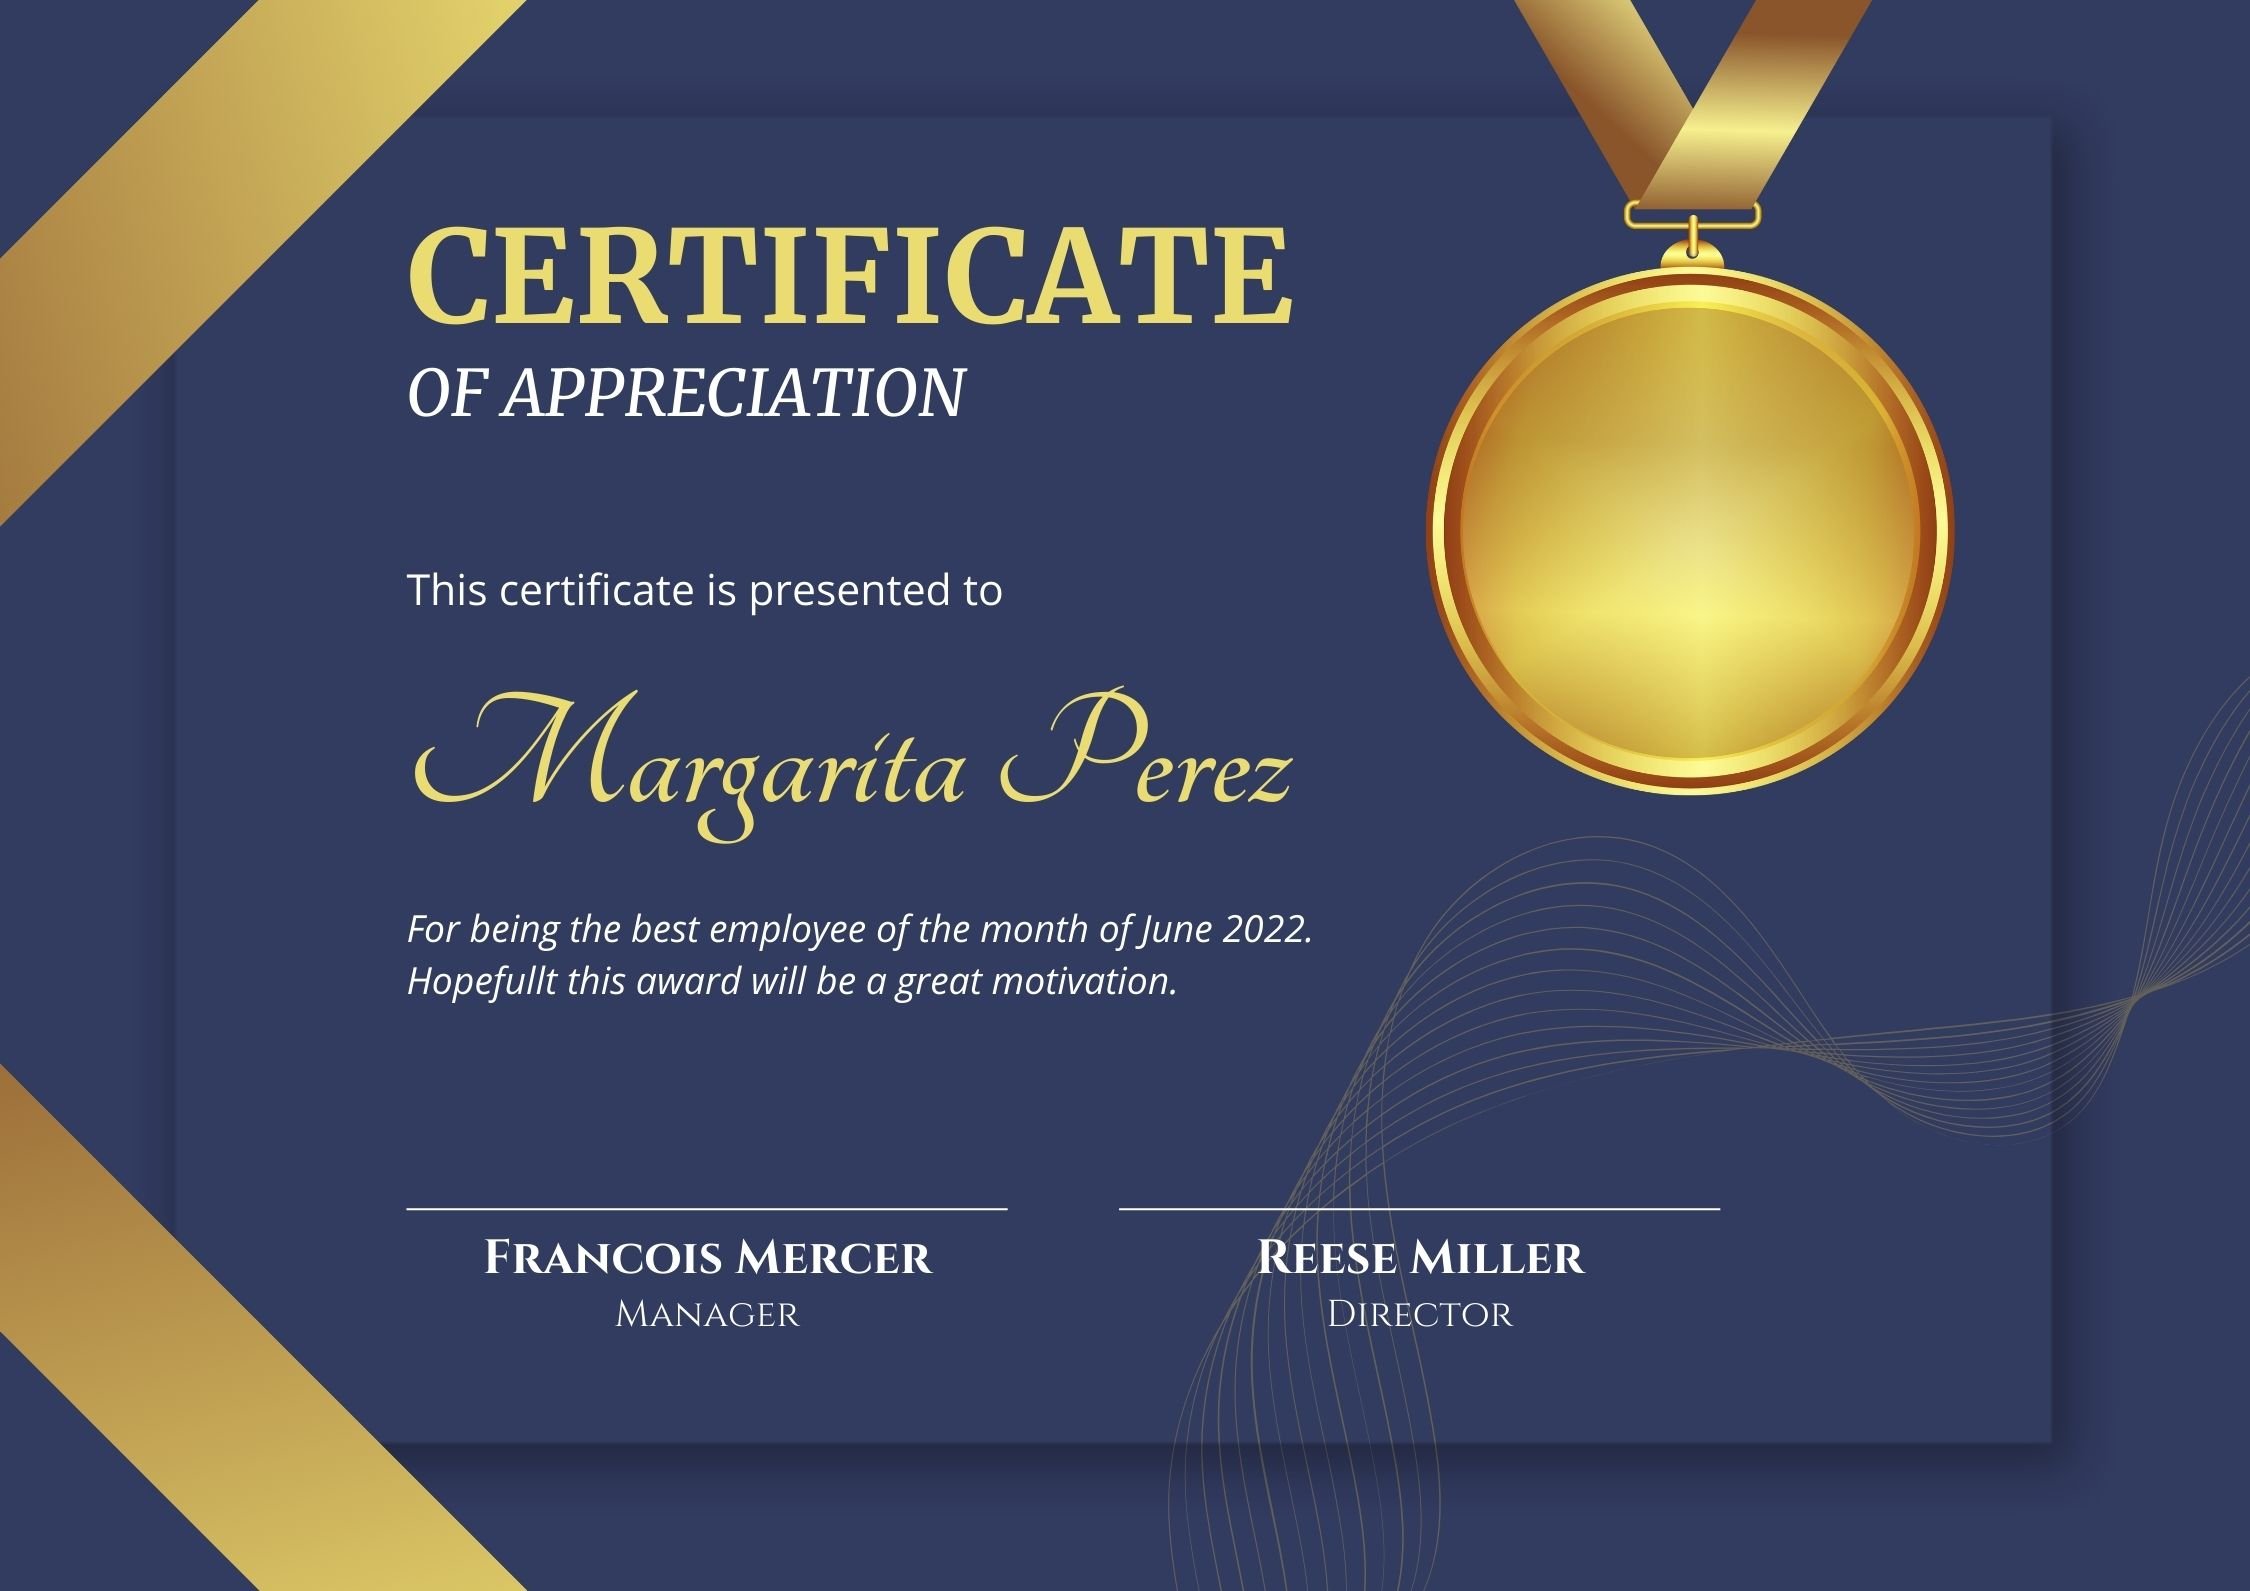 CERTIFICATE
OF APPRECIATION
This certificate is presented to
Margarita Perez
For being the best employee of the month of June 2022.
Hopefullt this award will be a great motivation.
Francois Mercer
Manager
Reese Miller
Director